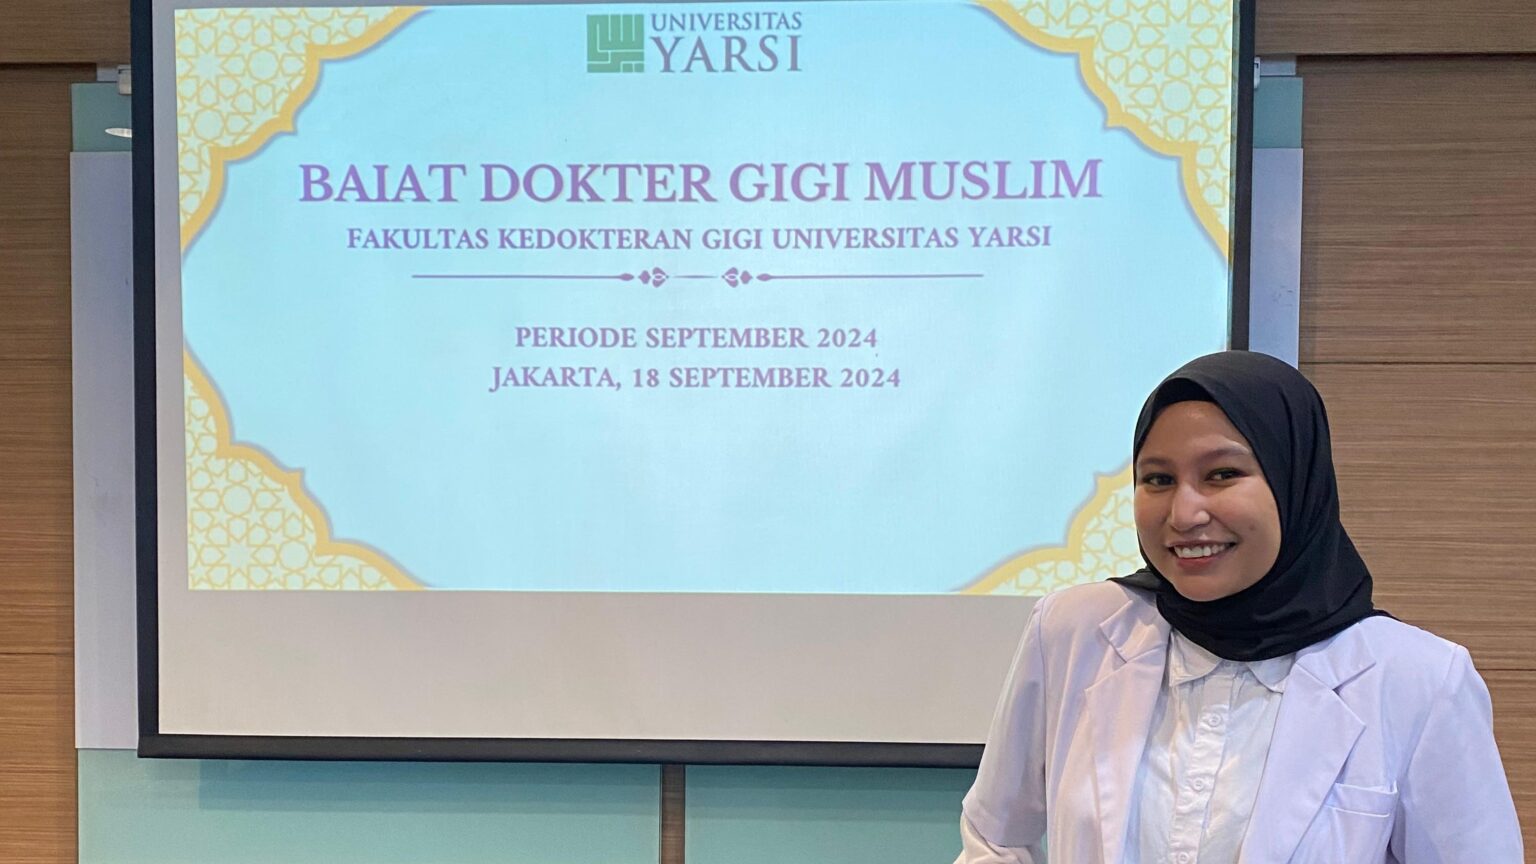 UNIVERSITAS
YARSI
BAIAT DOKTER GIGI MUSLIM
FAKULTAS KEDOKTERAN GIGI UNIVERSITAS YARSI
PERIODE SEPTEMBER 2024
JAKARTA, 18 SEPTEMBER 2024